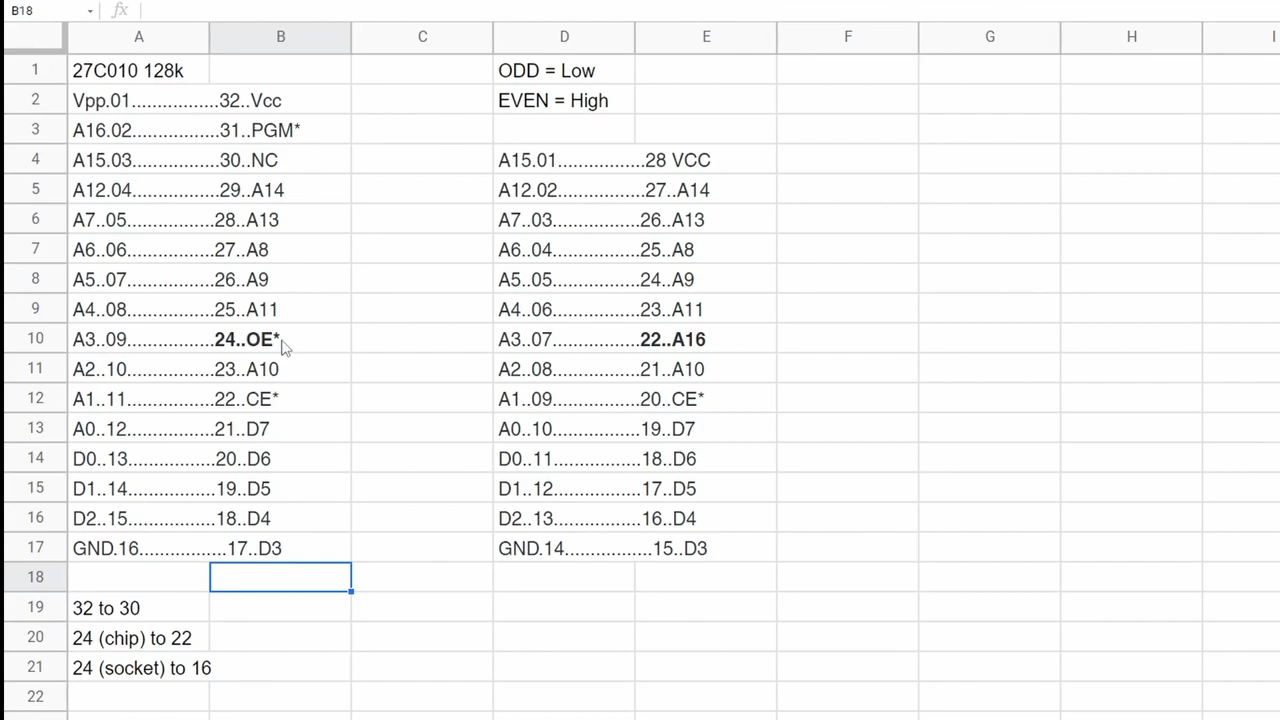 B18 fx
A B C D E F G H I
1 27C010 128k ODD = Low
2 Vpp.01.................32..Vcc EVEN = High
3 A16.02.................31..PGM*
4 A15.03.................30..NC A15.01.................28 VCC
5 A12.04.................29..A14 A12.02.................27..A14
6 A7..05.................28..A13 A7..03.................26..A13
7 A6..06.................27..A8 A6..04.................25..A8
8 A5..07.................26..A9 A5..05.................24..A9
9 A4..08.................25..A11 A4..06.................23..A11
10 A3..09.................24..OE* A3..07.................22..A16
11 A2..10.................23..A10 A2..08.................21..A10
12 A1..11.................22..CE* A1..09.................20..CE*
13 A0..12.................21..D7 A0..10.................19..D7
14 D0..13.................20..D6 D0..11.................18..D6
15 D1..14.................19..D5 D1..12.................17..D5
16 D2..15.................18..D4 D2..13.................16..D4
17 GND.16.................17..D3 GND.14.................15..D3
18
19 32 to 30
20 24 (chip) to 22
21 24 (socket) to 16
22